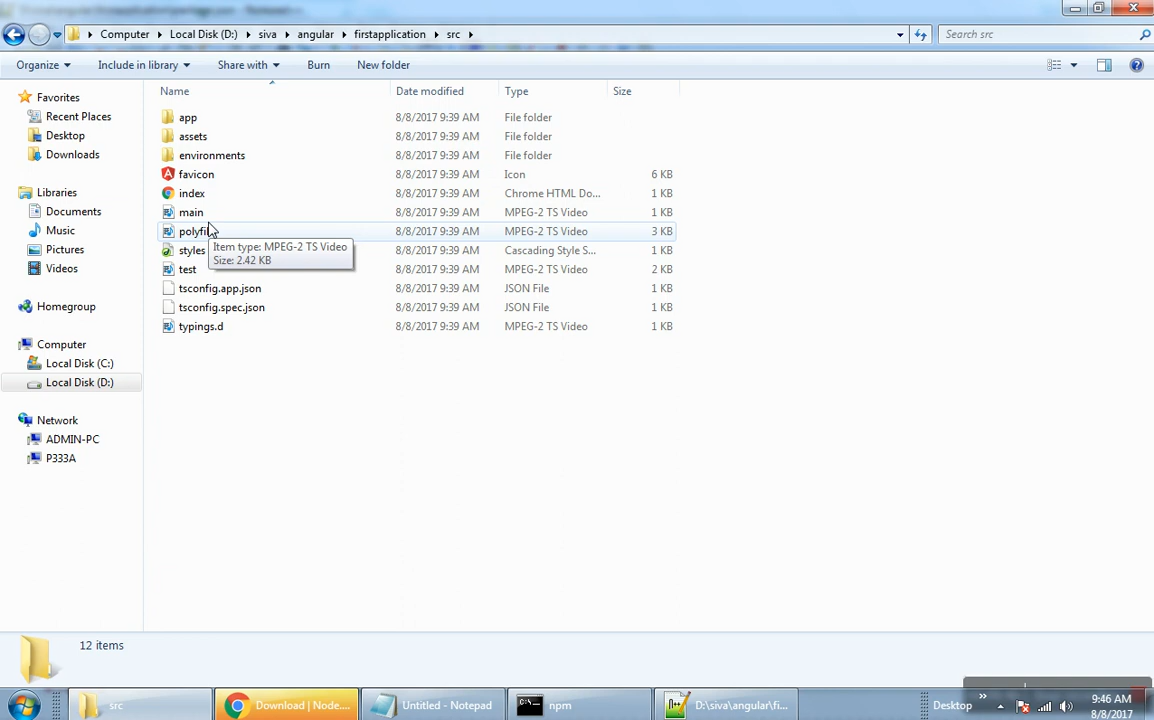 Computer
Local Disk (D:)
siva
angular
firstapplication
src
Search src
Organize
Include in library
Share with
Burn
New folder
Favorites
Recent Places
Desktop
Downloads
Libraries
Documents
Music
Pictures
Videos
Homegroup
Computer
Local Disk (C:)
Local Disk (D:)
Network
ADMIN-PC
P333A
Name Date modified Type Size
app 8/8/2017 9:39 AM File folder
assets 8/8/2017 9:39 AM File folder
environments 8/8/2017 9:39 AM File folder
favicon 8/8/2017 9:39 AM Icon 6 KB
index 8/8/2017 9:39 AM Chrome HTML Do... 1 KB
main 8/8/2017 9:39 AM MPEG-2 TS Video 1 KB
polyfil 8/8/2017 9:39 AM MPEG-2 TS Video 3 KB
styles 8/8/2017 9:39 AM Cascading Style S... 1 KB
test 8/8/2017 9:39 AM MPEG-2 TS Video 2 KB
tsconfig.app.json 8/8/2017 9:39 AM JSON File 1 KB
tsconfig.spec.json 8/8/2017 9:39 AM JSON File 1 KB
typings.d 8/8/2017 9:39 AM MPEG-2 TS Video 1 KB
Item type: MPEG-2 TS Video
Size: 2.42 KB
12 items
src
Download | Node....
Untitled - Notepad
npm
D:\siva\angular\fi...
Desktop
9:46 AM
8/8/2017